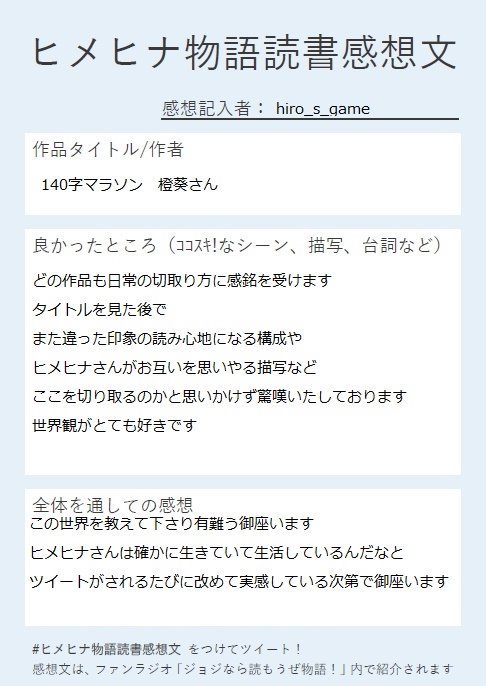 ヒメヒナ物語読書感想文
感想記入者： hiro_s_game
作品タイトル/作者
140字マラソン　橙葵さん
良かったところ（ｺｺｽｷ!なシーン、描写、台詞など）
どの作品も日常の切取り方に感銘を受けます
タイトルを見た後で
また違った印象の読み心地になる構成や
ヒメヒナさんがお互いを思いやる描写など
ここを切り取るのかと思いかけず驚嘆いたしております
世界観がとても好きです
全体を通しての感想
この世界を教えて下さり有難う御座います
ヒメヒナさんは確かに生きていて生活しているんだなと
ツイートがされるたびに改めて実感している次第で御座います
#ヒメヒナ物語読書感想文 をつけてツイート！
感想文は、ファンラジオ「ジョジなら読もうぜ物語！」内で紹介されます